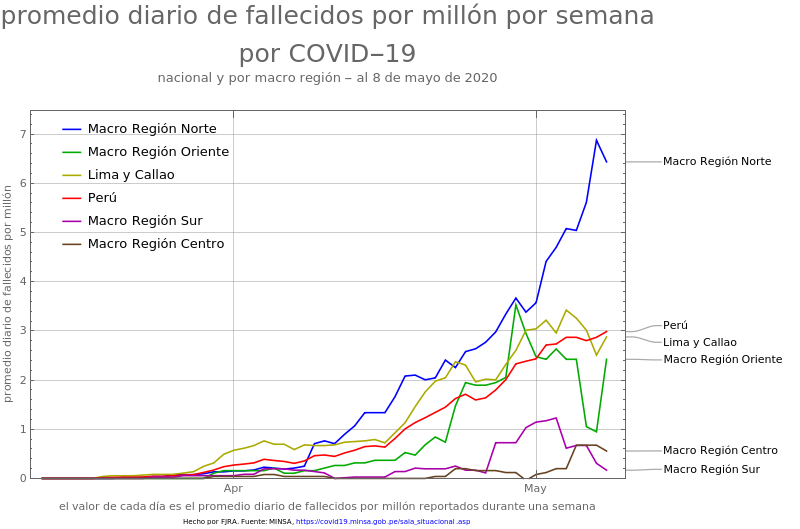 promedio diario de fallecidos por millón por semana
por COVID−19
nacional y por macro región − al 8 de mayo de 2020
Macro Región Norte
Macro Región Oriente
Lima y Callao
Perú
Macro Región Sur
Macro Región Centro
promedio diario de fallecidos por millón
7
6
5
4
3
2
1
0
Apr
May
Macro Región Norte
Perú
Lima y Callao
Macro Región Oriente
Macro Región Centro
Macro Región Sur
el valor de cada día es el promedio diario de fallecidos por millón reportados durante una semana
Hecho por FJRA. Fuente: MINSA, https://covid19.minsa.gob.pe/sala_situacional.asp